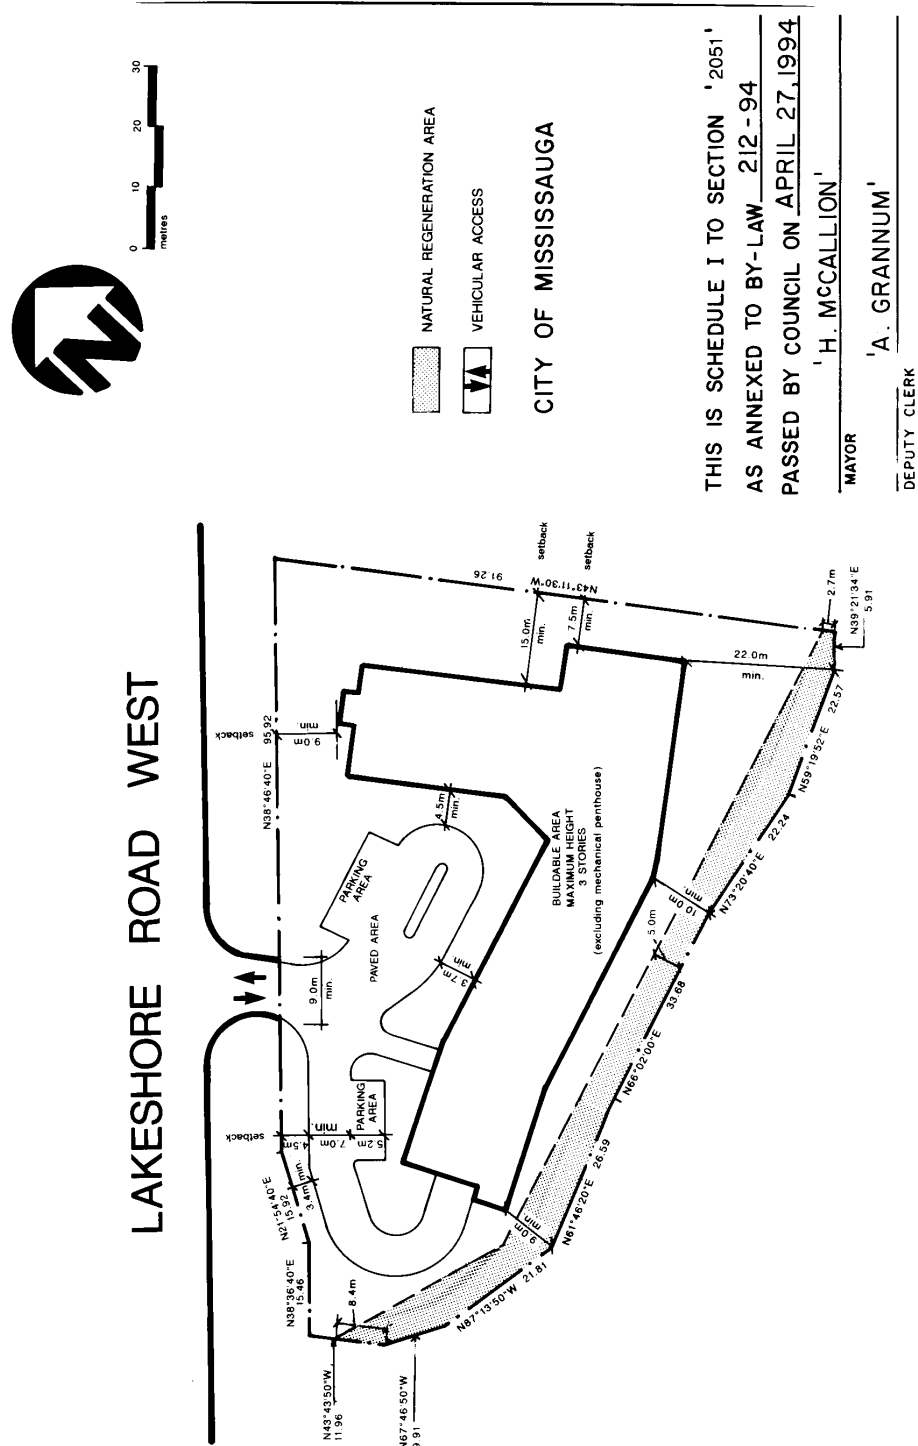 LAKESHORE ROAD WEST
N
0 10 20 30
metres
NATURAL REGENERATION AREA
VEHICULAR ACCESS
CITY OF MISSISSAUGA
THIS IS SCHEDULE I TO SECTION '2051'
AS ANNEXED TO BY-LAW 212-94
PASSED BY COUNCIL ON APRIL 27, 1994
'H. McCALLION'
MAYOR
'A. GRANNUM'
DEPUTY CLERK
N38°46'40"E 95.92
setback
9.0m
min.
91.26
N43°11'30"W
setback
setback
15.0m
min.
7.5m
min.
22.0m
min.
2.7m
N39°21'34"E
5.91
N59°19'52"E 22.57
N73°20'40"E 22.24
10.0m
min.
5.0m
N66°02'00"E 33.68
N61°46'20"E 26.59
9.0m
min.
N87°13'50"W 21.81
N67°46'50"W
9.91
N43°43'50"W
11.96
8.4m
N38°36'40"E
15.46
N21°54'40"E
15.92
3.4m
min.
setback
4.5m
7.0m
min.
5.2m
PARKING
AREA
9.0m
min.
PAVED AREA
PARKING
AREA
4.5m
min.
3.7m
min.
BUILDABLE AREA
MAXIMUM HEIGHT
3 STORIES
(excluding mechanical penthouse)